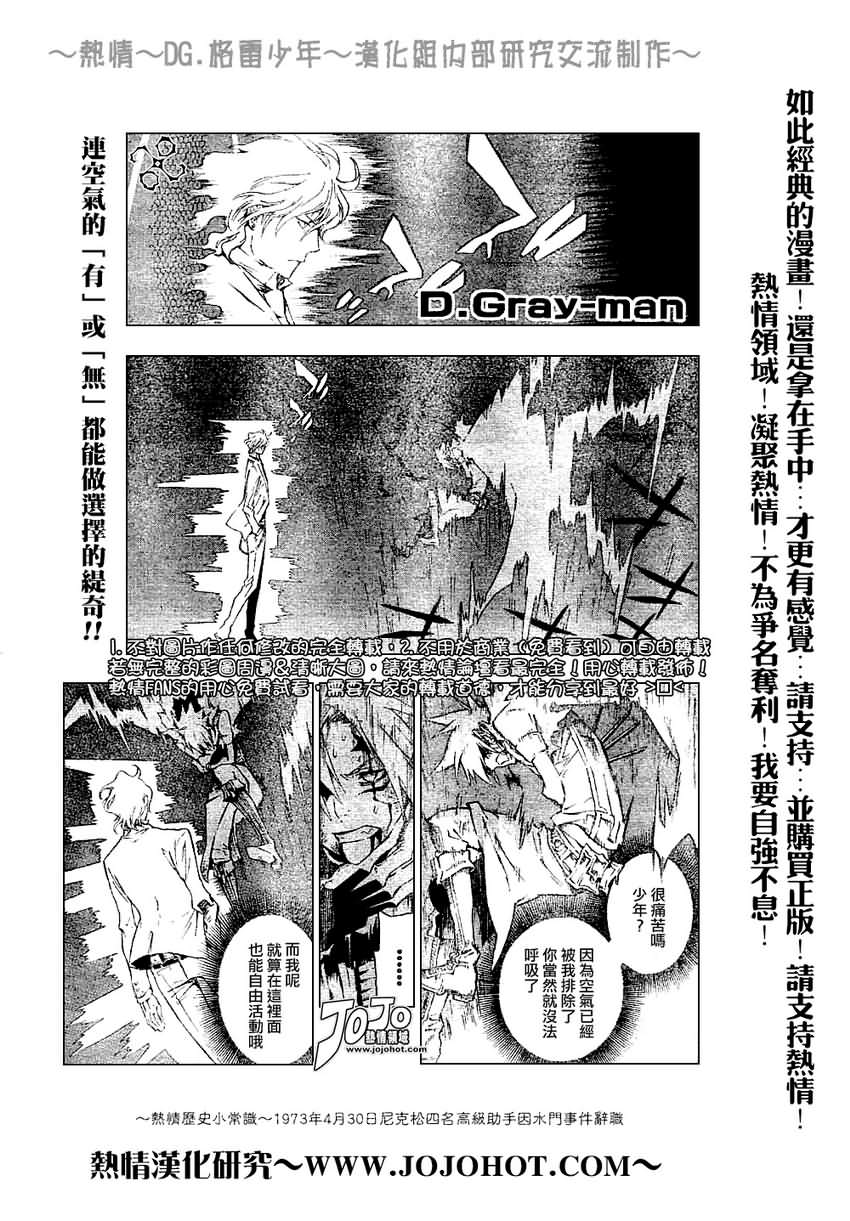 ～熱情～DG.格雷少年～漢化組內部研究交流制作～
如此經典的漫畫！還是拿在手中…才更有感覺…請支持…並購買正版！請支持熱情！
熱情領域！凝聚熱情！不為爭名奪利！我要自強不息！
連空氣的「有」或「無」都能做選擇的緹奇!!
D.Gray-man
1.不對圖片作任何修改的完全轉載；2.不用於商業（免費看到）可自由轉載
若無完整的彩圖周漫&清晰大圖，請來熱情論壇看最完全！用心轉載發佈！
熱情FANS的用心免費試看，需要大家的轉載道德，才能分享到最好 >口<
很痛苦嗎
少年？
因為空氣已經
被我排除了
你當然就沒法
呼吸了
………
而我呢
就算在這裡面
也能自由活動哦
JOJO
熱情領域
www.jojohot.com
～熱情歷史小常識～1973年4月30日尼克松四名高級助手因水門事件辭職
熱情漢化研究～WWW.JOJOHOT.COM～